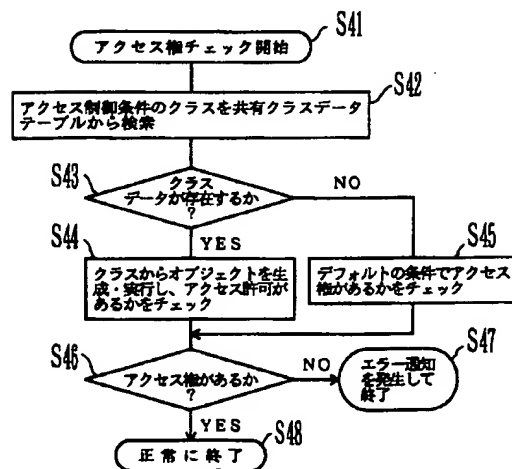 S41
アクセス権チェック開始
S42
アクセス制御条件のクラスを共有クラスデータ
テーブルから検索
S43
クラス
データが存在するか
?
NO
YES
S44
クラスからオブジェクトを生
成・実行し、アクセス許可が
あるかをチェック
S45
デフォルトの条件でアクセス
権があるかをチェック
S46
アクセス権があるか
?
NO
YES
S47
エラー通知
を発生して
終了
S48
正常に終了